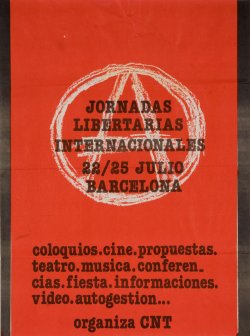 JORNADAS
LIBERTARIAS
INTERNACIONALES
22/25 JULIO
BARCELONA
coloquios.cine.propuestas.
teatro.musica.conferen_
cias.fiesta.informaciones.
video.autogestion...
organiza CNT